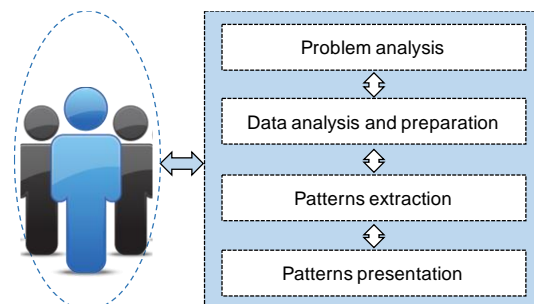 Problem analysis
Data analysis and preparation
Patterns extraction
Patterns presentation